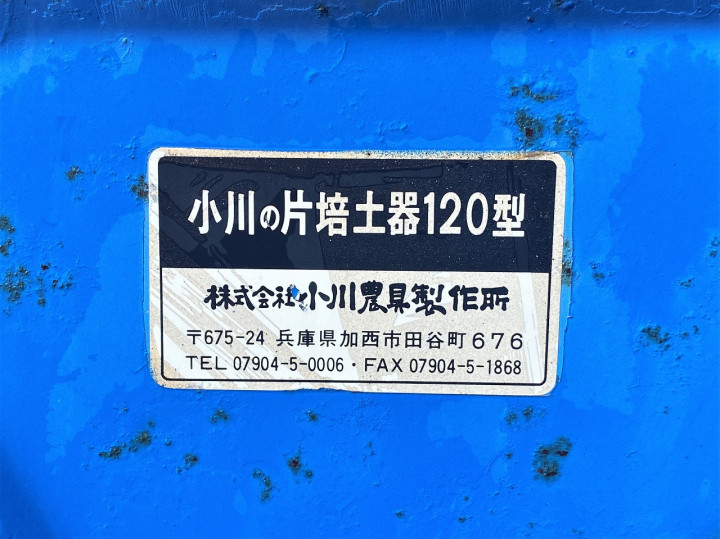 小川の片培土器120型
株式会社小川農具製作所
〒675-24 兵庫県加西市田谷町676
TEL 07904-5-0006・FAX 07904-5-1868